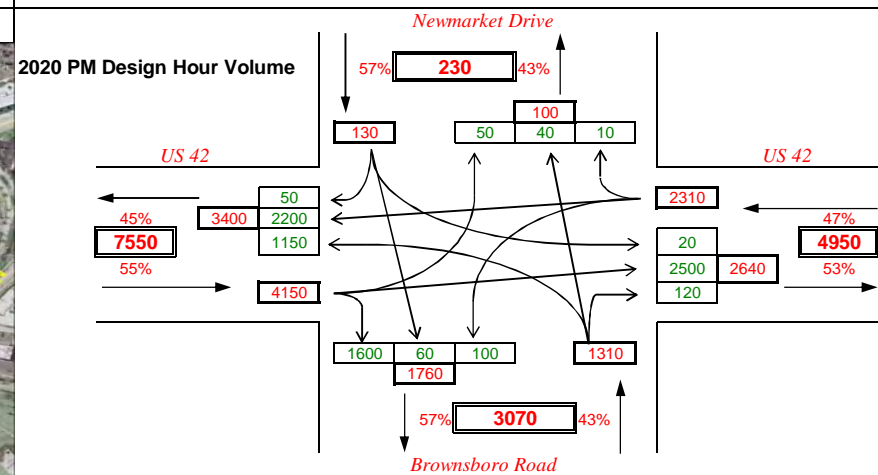 Newmarket Drive
2020 PM Design Hour Volume
57% 230 43%
100
130 50 40 10
US 42 US 42
50 2310
45% 3400 2200 47%
7550 1150 20 4950
55% 2500 2640 53%
4150 120
1600 60 100 1310
1760
57% 3070 43%
Brownsboro Road